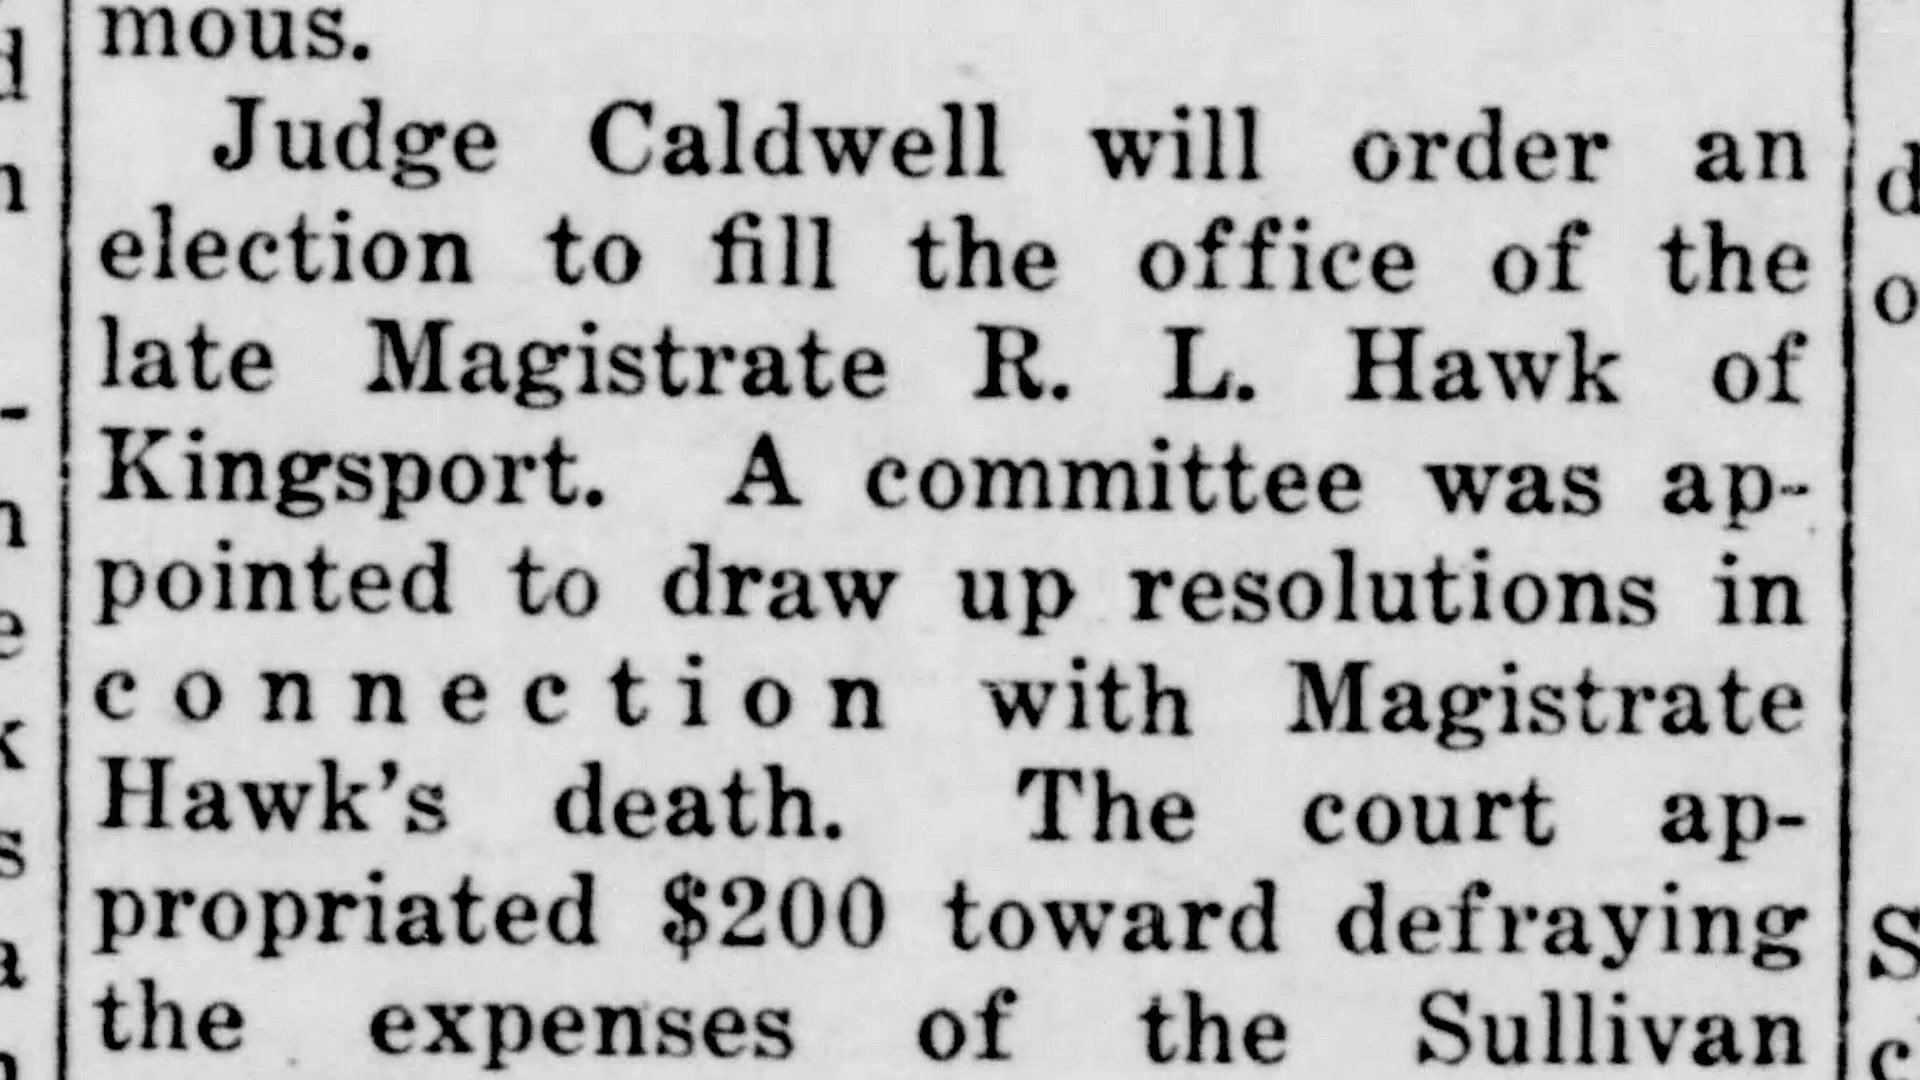 mous.
Judge Caldwell will order an
election to fill the office of the
late Magistrate R. L. Hawk of
Kingsport. A committee was ap-
pointed to draw up resolutions in
connection with Magistrate
Hawk's death. The court ap-
propriated $200 toward defraying
the expenses of the Sullivan